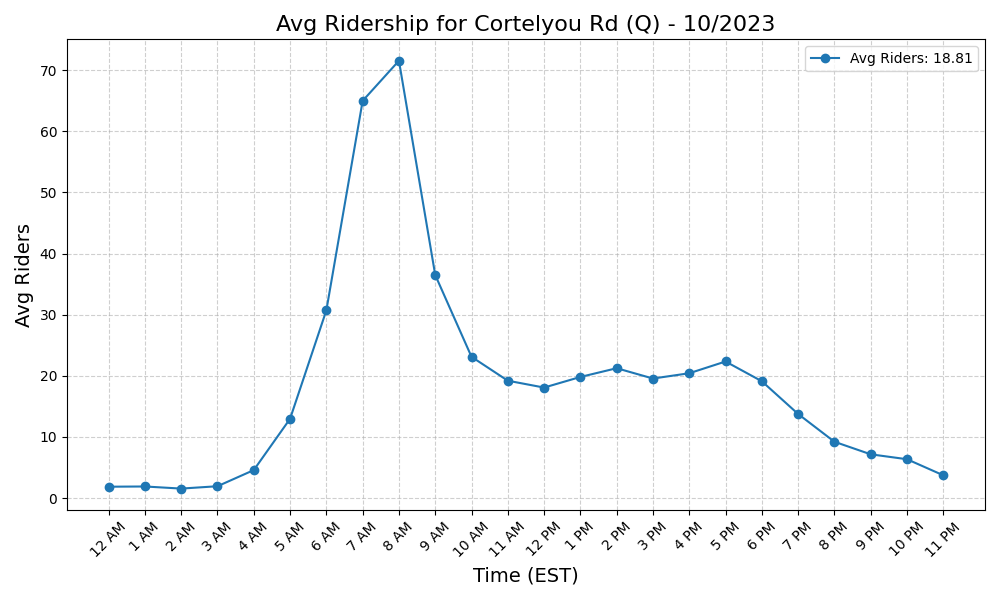 Avg Ridership for Cortelyou Rd (Q) - 10/2023
Avg Riders: 18.81
Avg Riders
70
60
50
40
30
20
10
0
12 AM
1 AM
2 AM
3 AM
4 AM
5 AM
6 AM
7 AM
8 AM
9 AM
10 AM
11 AM
12 PM
1 PM
2 PM
3 PM
4 PM
5 PM
6 PM
7 PM
8 PM
9 PM
10 PM
11 PM
Time (EST)